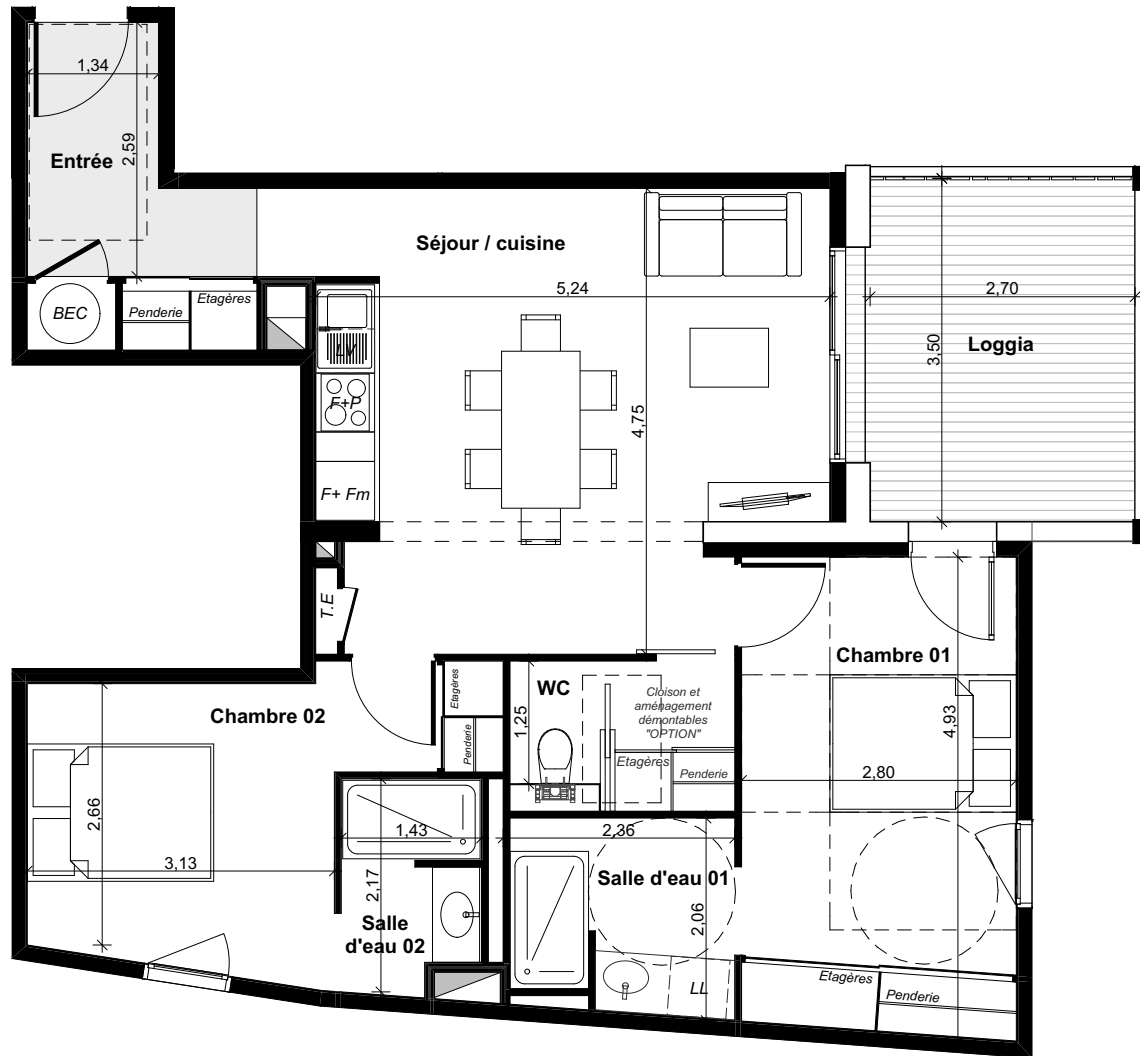 1,34
2,59
Entrée
Séjour / cuisine
5,24
2,70
3,50
Loggia
BEC
Penderie
Etagères
LV
F+P
F+ Fm
4,75
T.E
Chambre 01
WC
1,25
Cloison et
aménagement
démontables
"OPTION"
Etagères
Penderie
4,93
2,80
Chambre 02
Etagères
Penderie
2,66
3,13
1,43
2,36
2,17
Salle
d'eau 02
Salle d'eau 01
2,06
LL
Etagères
Penderie